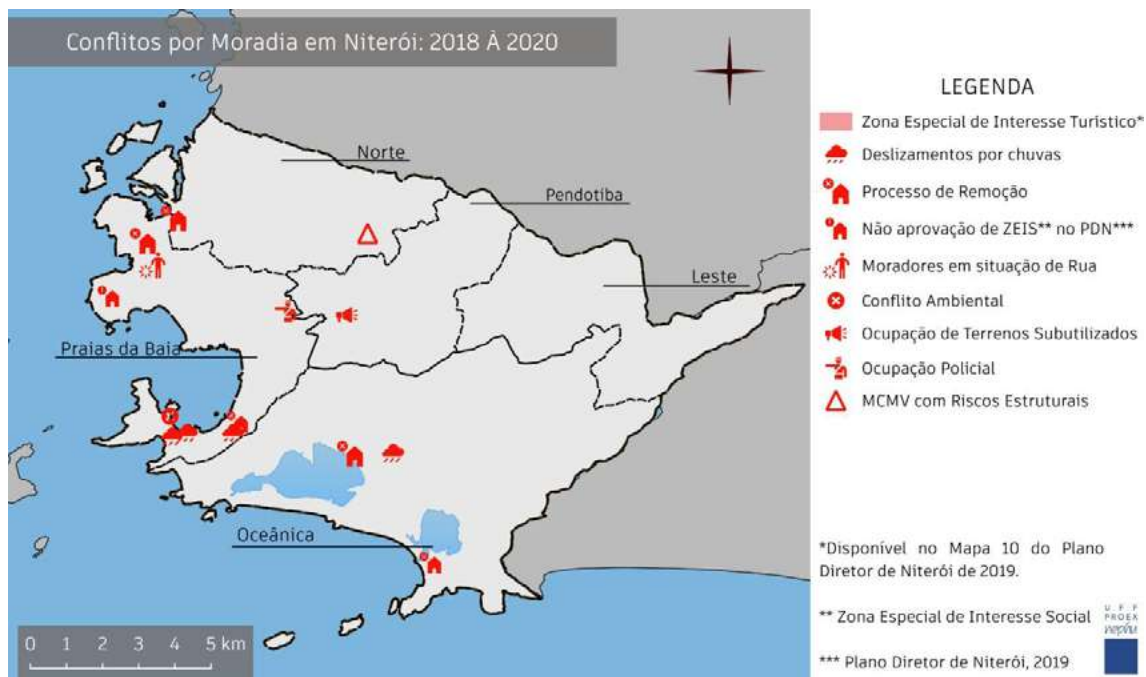 Conflitos por Moradia em Niterói: 2018 À 2020
Norte
Pendotiba
Leste
Praias da Baia
Oceânica
0 1 2 3 4 5 km
LEGENDA
Zona Especial de Interesse Turístico*
Deslizamentos por chuvas
Processo de Remoção
Não aprovação de ZEIS** no PDN***
Moradores em situação de Rua
Conflito Ambiental
Ocupação de Terrenos Subutilizados
Ocupação Policial
MCMV com Riscos Estruturais
*Disponível no Mapa 10 do Plano
Diretor de Niterói de 2019.
** Zona Especial de Interesse Social
*** Plano Diretor de Niterói, 2019
U F F
PROEX
nephu